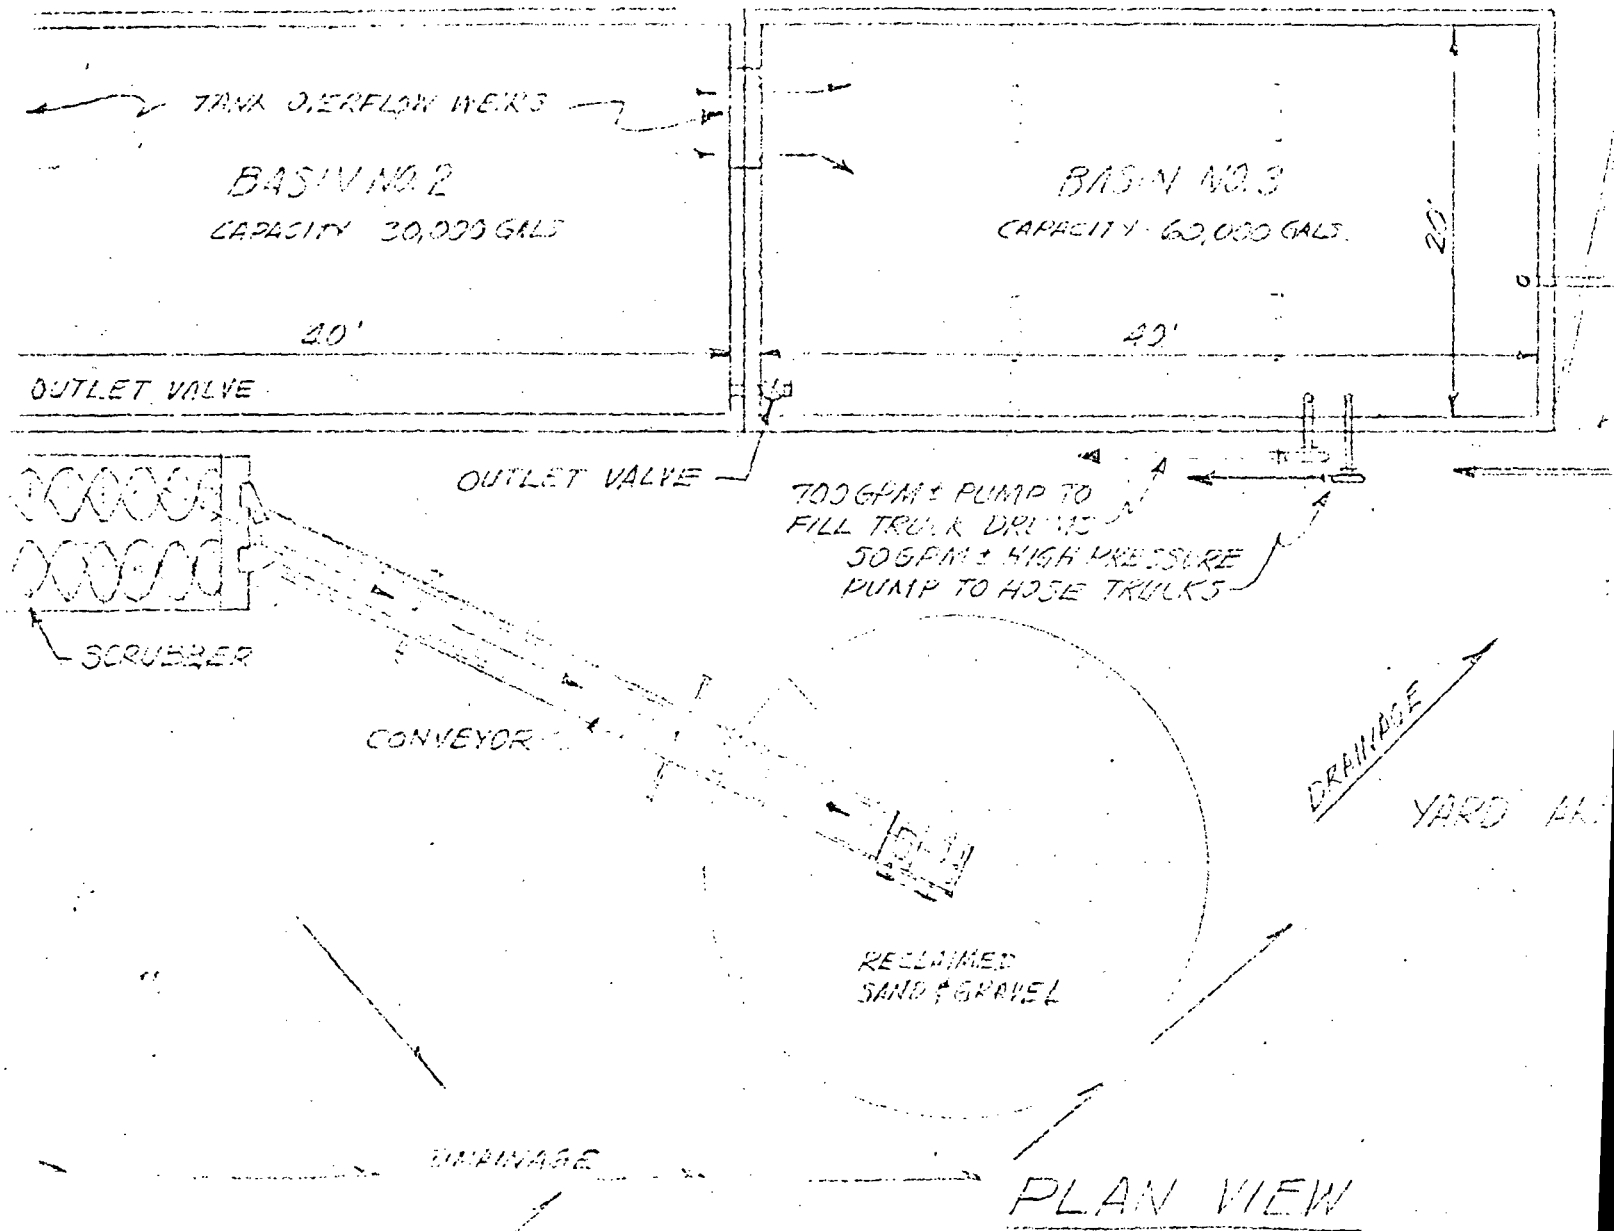 TANK OVERFLOW WEIRS
BASIN NO. 2
CAPACITY 30,000 GALS
40'
OUTLET VALVE
BASIN NO. 3
CAPACITY - 60,000 GALS.
20'
40'
OUTLET VALVE
700 GPM ± PUMP TO
FILL TRUCK DRUMS
50 GPM ± HIGH PRESSURE
PUMP TO HOSE TRUCKS
SCRUBBER
CONVEYOR
DRAINAGE
YARD
RECLAIMED
SAND & GRAVEL
DRAINAGE
PLAN VIEW